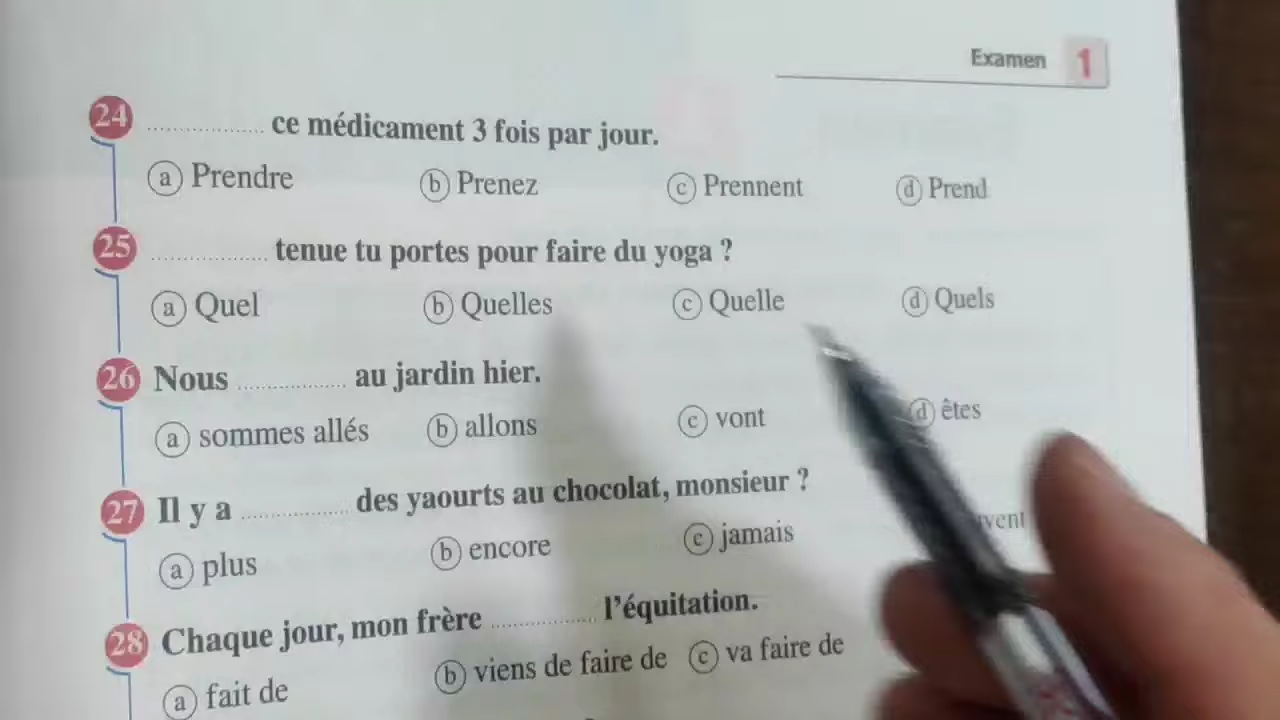 Examen 1
24 ce médicament 3 fois par jour.
a Prendre b Prenez c Prennent d Prend
25 tenue tu portes pour faire du yoga ?
a Quel b Quelles c Quelle d Quels
26 Nous au jardin hier.
a sommes allés b allons c vont d êtes
27 Il y a des yaourts au chocolat, monsieur ?
a plus b encore c jamais
28 Chaque jour, mon frère l'équitation.
a fait de b viens de faire de c va faire de